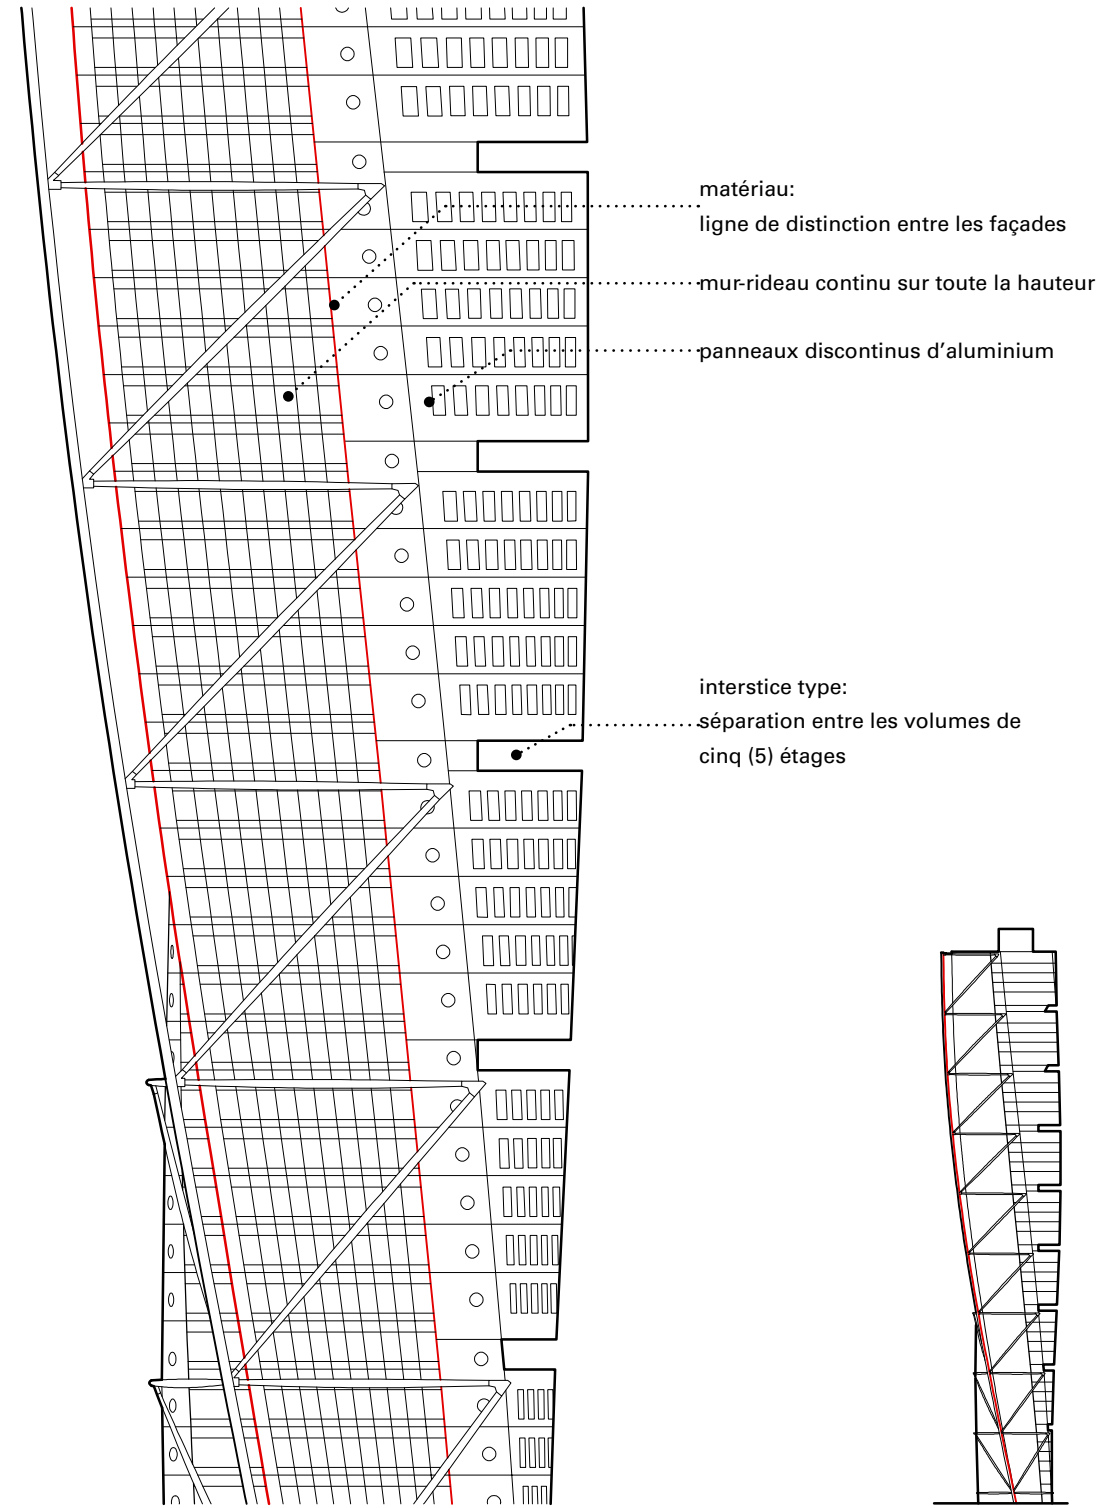 matériau:
ligne de distinction entre les façades
mur-rideau continu sur toute la hauteur
panneaux discontinus d'aluminium
interstice type:
séparation entre les volumes de
cinq (5) étages